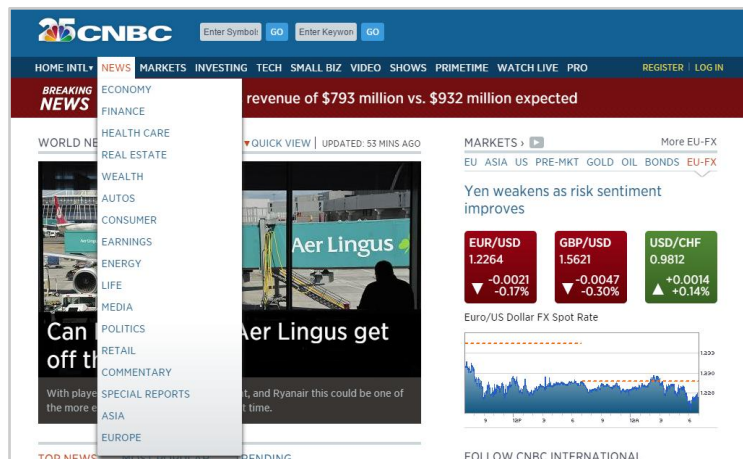 25 CNBC
Enter Symbol: GO Enter Keywor GO
HOME INTL NEWS MARKETS INVESTING TECH SMALL BIZ VIDEO SHOWS PRIMETIME WATCH LIVE PRO REGISTER | LOG IN
BREAKING NEWS
revenue of $793 million vs. $932 million expected
ECONOMY
FINANCE
HEALTH CARE
REAL ESTATE
WEALTH
AUTOS
CONSUMER
EARNINGS
ENERGY
LIFE
MEDIA
POLITICS
RETAIL
COMMENTARY
SPECIAL REPORTS
ASIA
EUROPE
WORLD NE
QUICK VIEW | UPDATED: 53 MINS AGO
Aer Lingus
Can Aer Lingus get
off th
With playe t, and Ryanair this could be one of
the more e t time.
TOP NEWS TRENDING
MARKETS › More EU-FX
EU ASIA US PRE-MKT GOLD OIL BONDS EU-FX
Yen weakens as risk sentiment
improves
EUR/USD GBP/USD USD/CHF
1.2264 1.5621 0.9812
-0.0021 -0.0047 +0.0014
-0.17% -0.30% +0.14%
Euro/US Dollar FX Spot Rate
FOLLOW CNBC INTERNATIONAL